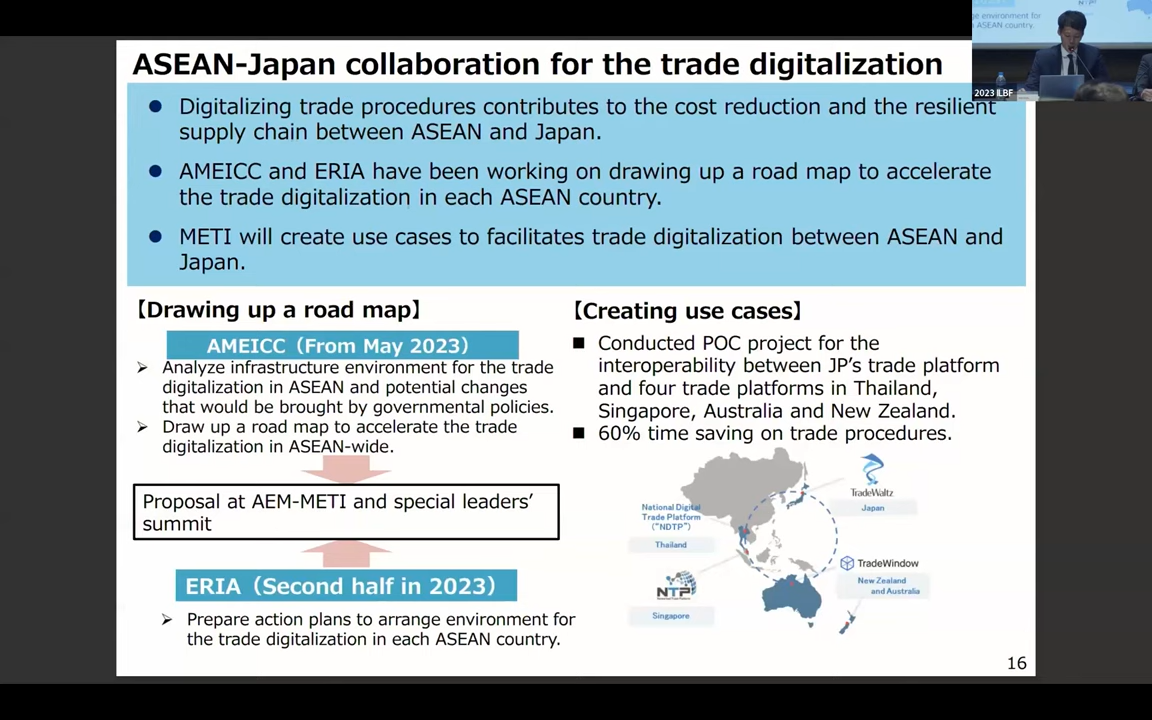 ge environment for
ASEAN country.
2023 ILBF
ASEAN-Japan collaboration for the trade digitalization
● Digitalizing trade procedures contributes to the cost reduction and the resilient
supply chain between ASEAN and Japan.
● AMEICC and ERIA have been working on drawing up a road map to accelerate
the trade digitalization in each ASEAN country.
● METI will create use cases to facilitates trade digitalization between ASEAN and
Japan.
【Drawing up a road map】
AMEICC（From May 2023）
➢ Analyze infrastructure environment for the trade
digitalization in ASEAN and potential changes
that would be brought by governmental policies.
➢ Draw up a road map to accelerate the trade
digitalization in ASEAN-wide.
Proposal at AEM-METI and special leaders’
summit
ERIA（Second half in 2023）
➢ Prepare action plans to arrange environment for
the trade digitalization in each ASEAN country.
【Creating use cases】
■ Conducted POC project for the
interoperability between JP’s trade platform
and four trade platforms in Thailand,
Singapore, Australia and New Zealand.
■ 60% time saving on trade procedures.
TradeWaltz
Japan
National Digital
Trade Platform
("NDTP")
Thailand
TradeWindow
New Zealand
and Australia
NTP
Singapore
16